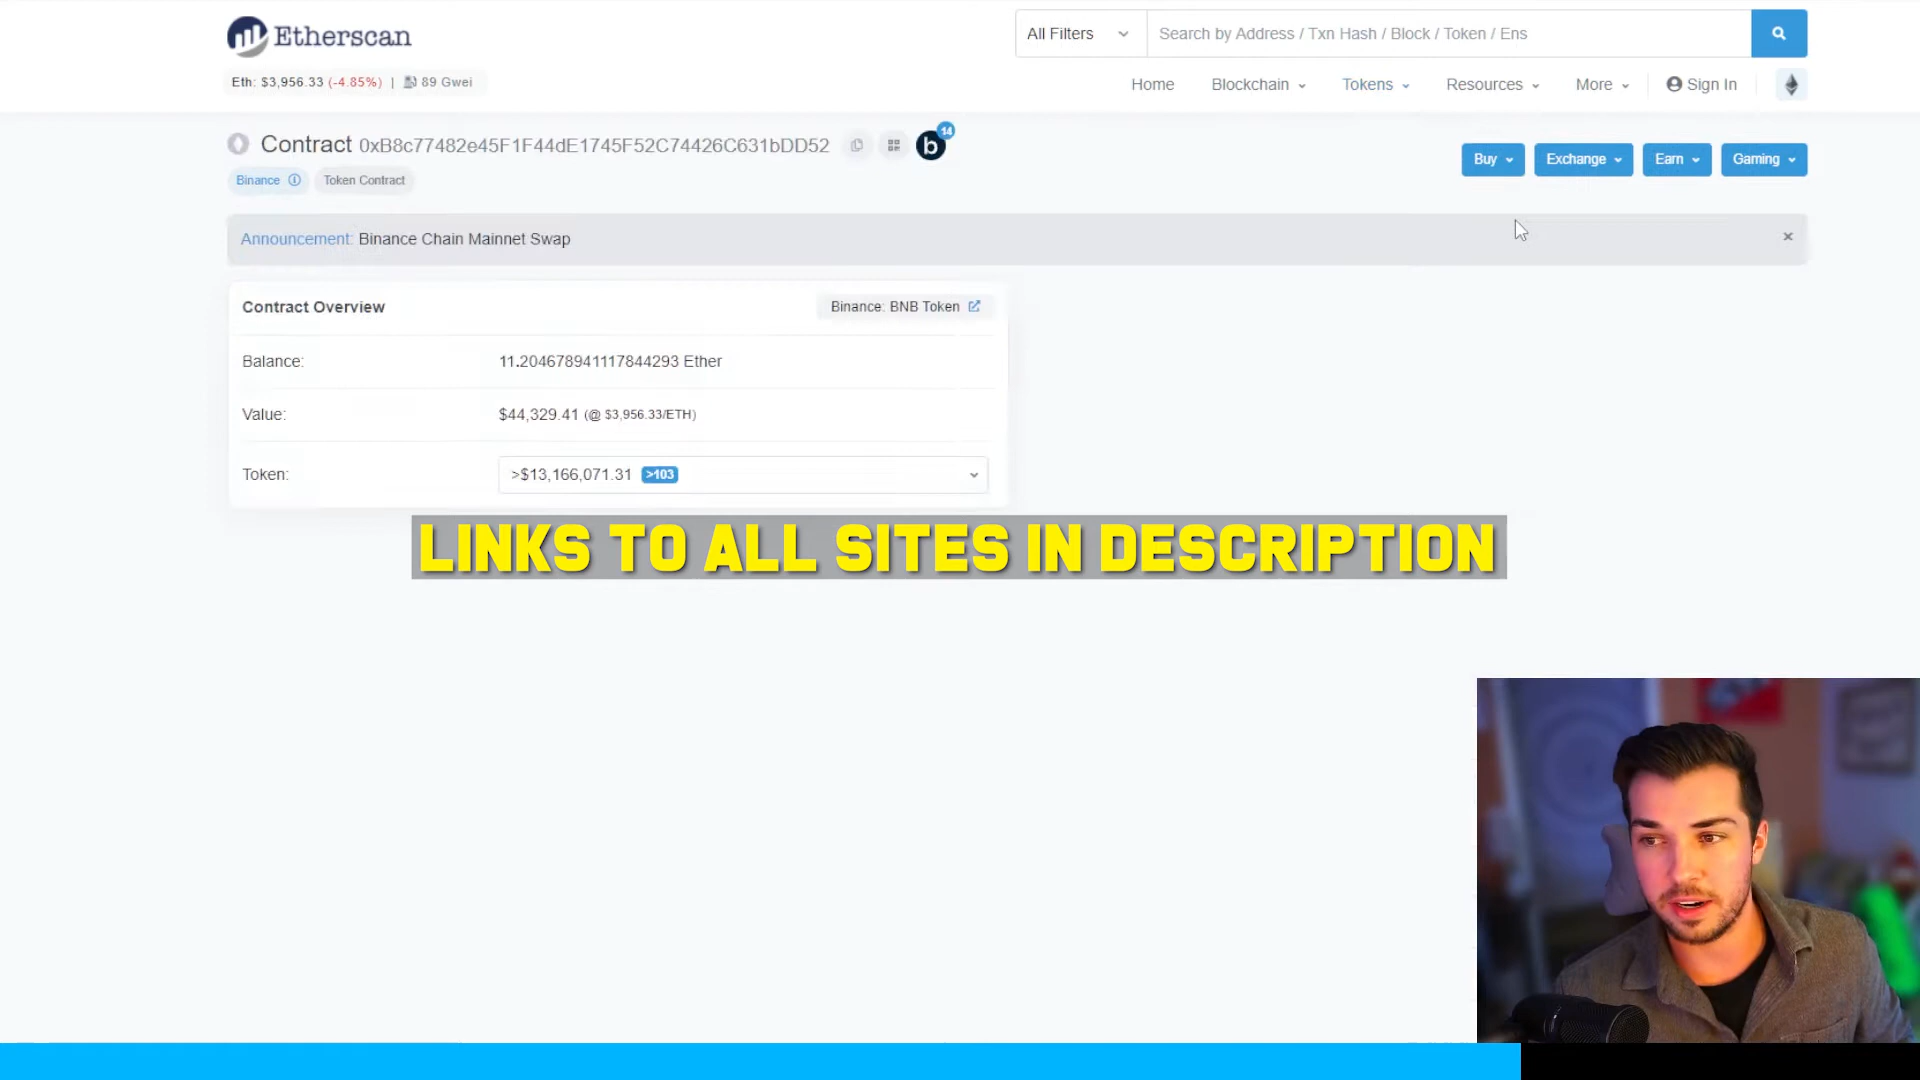 Etherscan
All Filters
Search by Address / Txn Hash / Block / Token / Ens
Eth: $3,956.33 (-4.85%) | 89 Gwei
Home Blockchain Tokens Resources More Sign In
Contract 0xB8c77482e45F1F44dE1745F52C74426C631bDD52
b 14
Buy Exchange Earn Gaming
Binance Token Contract
Announcement: Binance Chain Mainnet Swap
Contract Overview
Binance: BNB Token
Balance: 11.204678941117844293 Ether
Value: $44,329.41 (@ $3,956.33/ETH)
Token: >$13,166,071.31 >103
LINKS TO ALL SITES IN DESCRIPTION